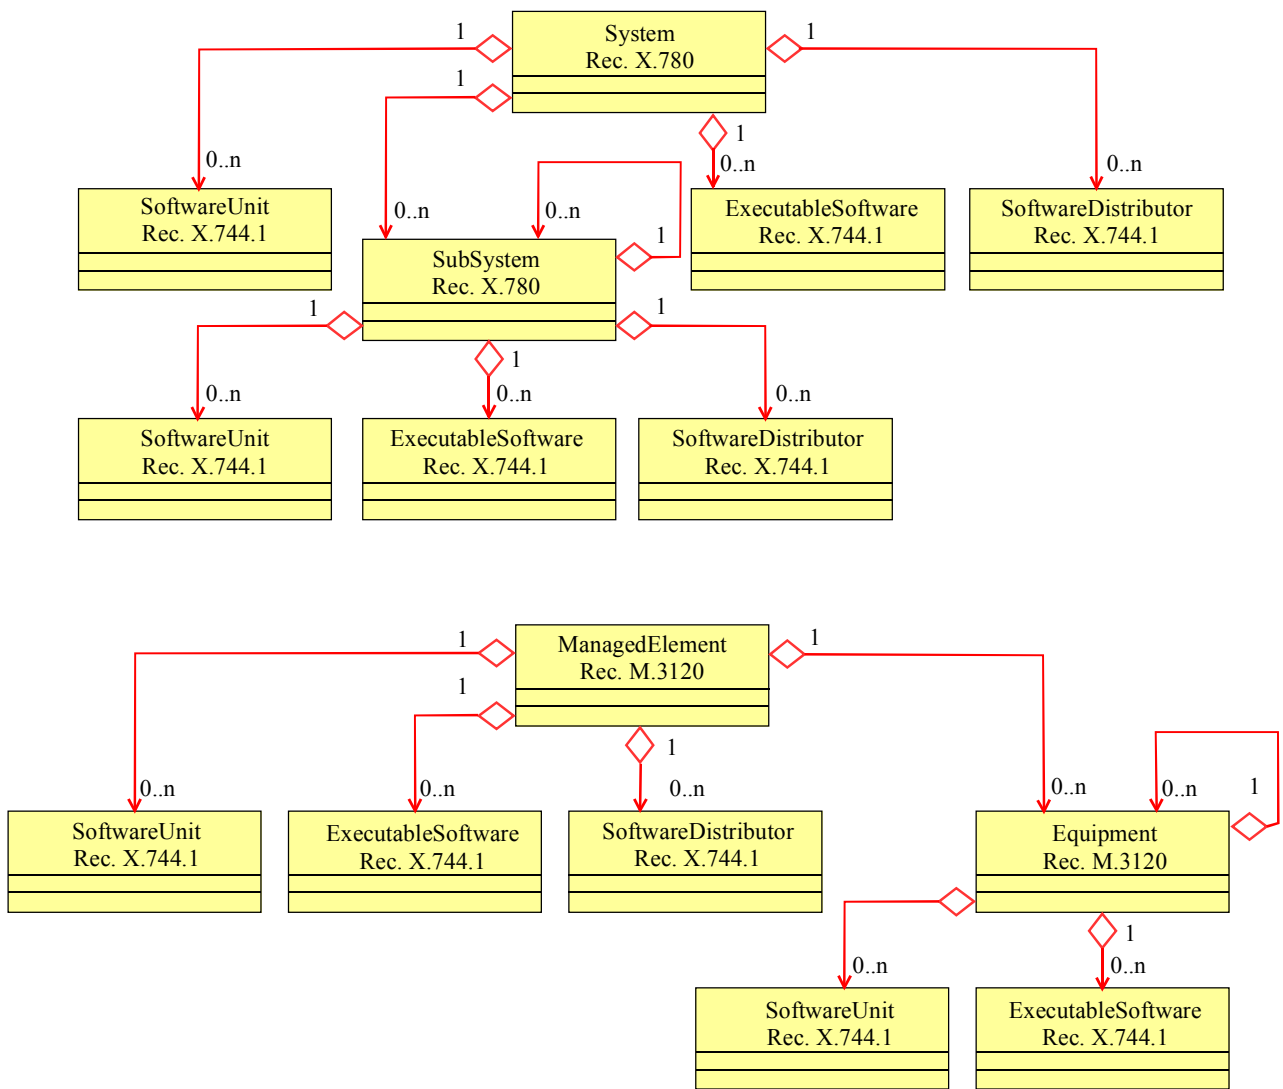 1
System
Rec. X.780
1
1
1
0..n
0..n
0..n
SoftwareUnit
Rec. X.744.1
0..n
0..n
1
ExecutableSoftware
Rec. X.744.1
SoftwareDistributor
Rec. X.744.1
SubSystem
Rec. X.780
1
1
1
0..n
0..n
0..n
SoftwareUnit
Rec. X.744.1
ExecutableSoftware
Rec. X.744.1
SoftwareDistributor
Rec. X.744.1
1
ManagedElement
Rec. M.3120
1
1
1
0..n
0..n
0..n
0..n
0..n
1
SoftwareUnit
Rec. X.744.1
ExecutableSoftware
Rec. X.744.1
SoftwareDistributor
Rec. X.744.1
Equipment
Rec. M.3120
1
0..n
0..n
SoftwareUnit
Rec. X.744.1
ExecutableSoftware
Rec. X.744.1